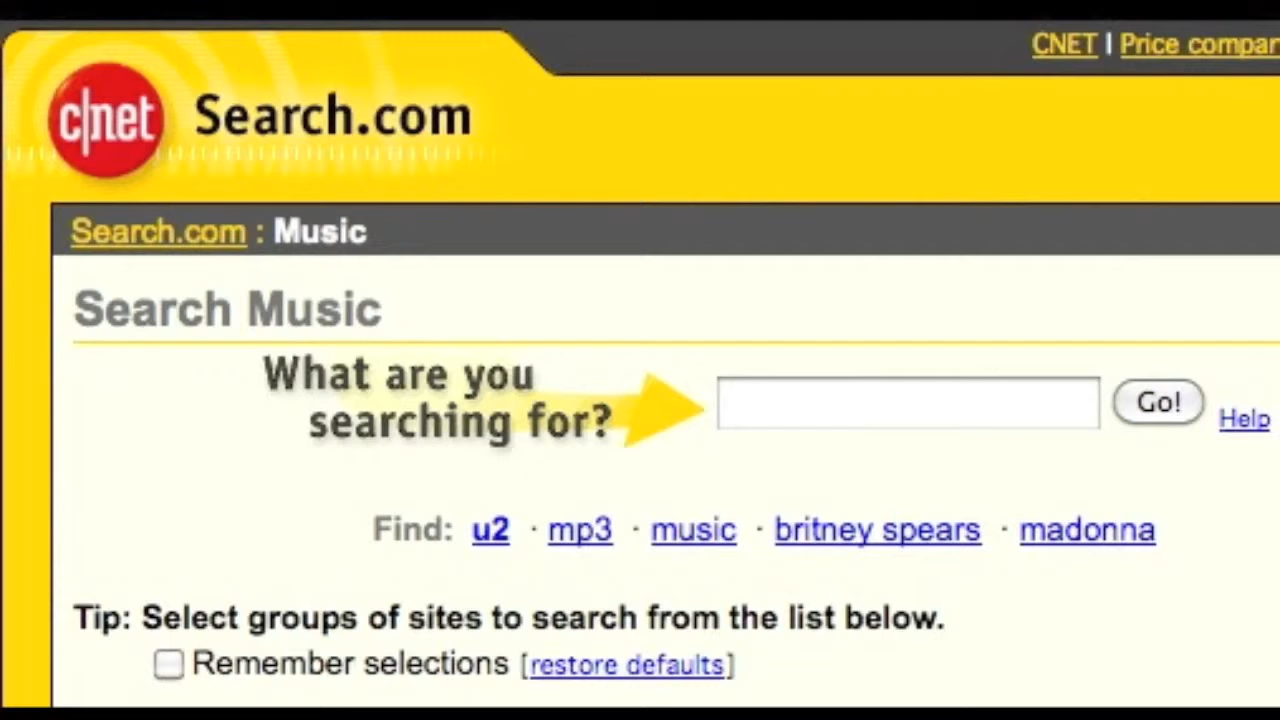 CNET | Price compar
c|net Search.com
Search.com : Music
Search Music
What are you
searching for?
Go!
Help
Find: u2 · mp3 · music · britney spears · madonna
Tip: Select groups of sites to search from the list below.
Remember selections [restore defaults]